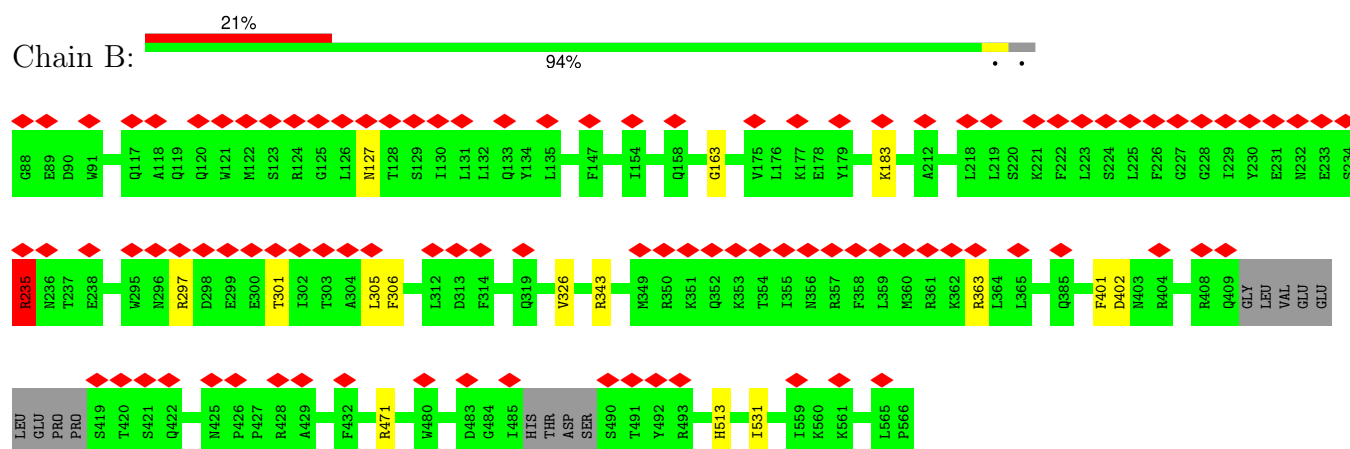 21%
Chain B:
94%
• •
G88 E89 D90 W91 Q117 A118 Q119 Q120 W121 M122 S123 R124 G125 L126 N127 T128 S129 I130 L131 L132 Q133 Y134 L135 F147 I154 Q158 G163 V175 L176 K177 E178 Y179 K183 A212 L218 L219 S220 K221 F222 L223 S224 L225 F226 G227 G228 I229 Y230 E231 N232 E233 S234
R235 N236 T237 E238 W295 N296 R297 D298 E299 E300 T301 I302 T303 A304 L305 F306 L312 D313 F314 Q319 V326 R343 M349 R350 K351 Q352 K353 T354 I355 N356 R357 F358 L359 M360 R361 K362 R363 L364 L365 Q385 F401 D402 N403 R404 R408 Q409 GLY LEU VAL GLU GLU
LEU GLU PRO PRO S419 T420 S421 Q422 N425 P426 P427 R428 A429 F432 R471 W480 D483 G484 I485 HIS THR ASP SER S490 T491 Y492 R493 H513 I531 I559 K560 K561 L565 P566